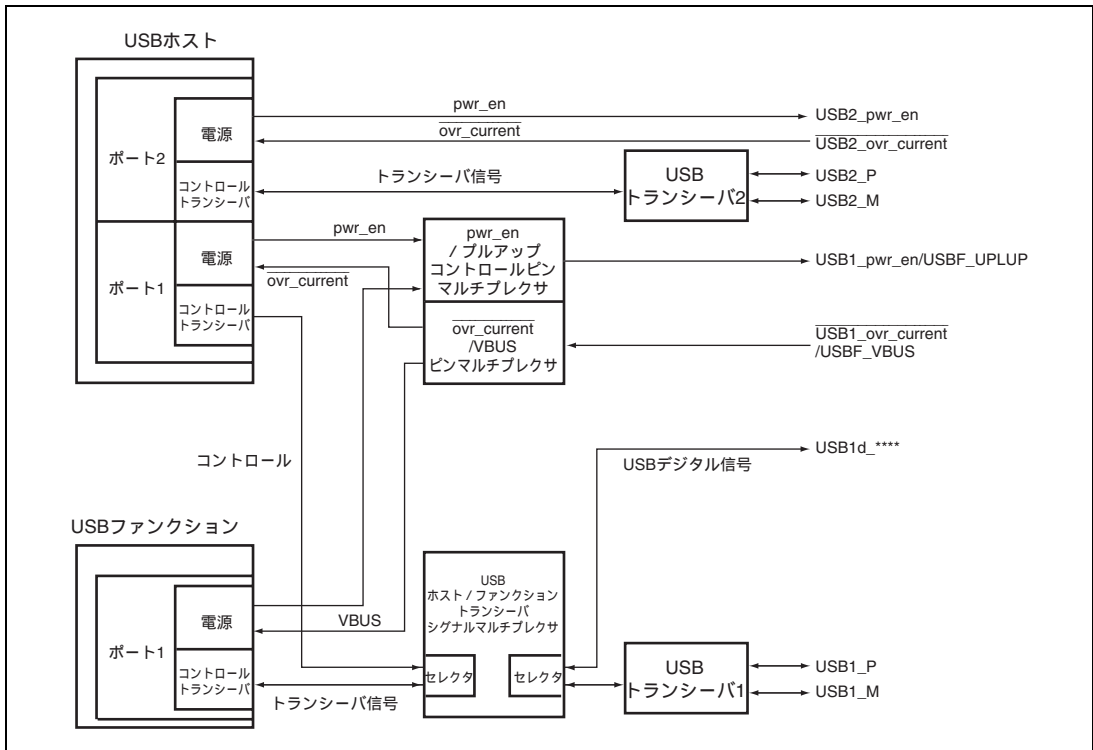 USBホスト
ポート2
電源
コントロール
トランシーバ
pwr_en
ovr_current
トランシーバ信号
USB
トランシーバ2
USB2_pwr_en
USB2_ovr_current
USB2_P
USB2_M
ポート1
電源
コントロール
トランシーバ
pwr_en
ovr_current
pwr_en
/ プルアップ
コントロールピン
マルチプレクサ
ovr_current
/VBUS
ピンマルチプレクサ
USB1_pwr_en/USBF_UPLUP
USB1_ovr_current
/USBF_VBUS
コントロール
USBデジタル信号
USB1d_****
USBファンクション
ポート1
電源
コントロール
トランシーバ
VBUS
トランシーバ信号
USB
ホスト / ファンクション
トランシーバ
シグナルマルチプレクサ
セレクタ
セレクタ
USB
トランシーバ1
USB1_P
USB1_M